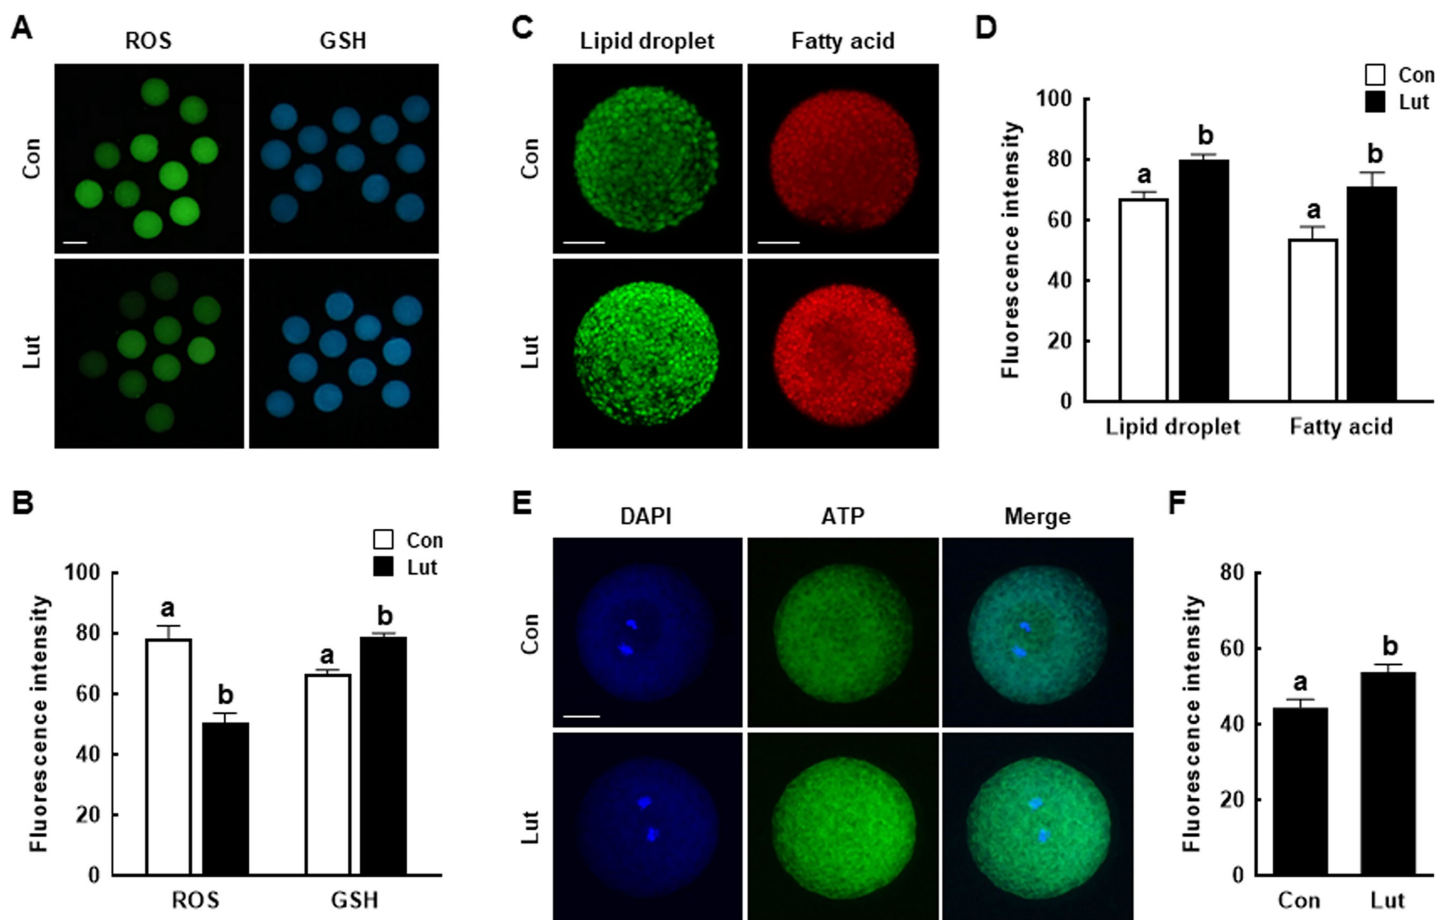 A
ROS
GSH
Con
Lut
C
Lipid droplet
Fatty acid
Con
Lut
D
Con
Lut
Fluorescence intensity
100
80
60
40
20
0
a
b
a
b
Lipid droplet
Fatty acid
B
Con
Lut
Fluorescence intensity
100
80
60
40
20
0
a
b
a
b
ROS
GSH
E
DAPI
ATP
Merge
Con
Lut
F
Fluorescence intensity
80
60
40
20
0
a
b
Con
Lut